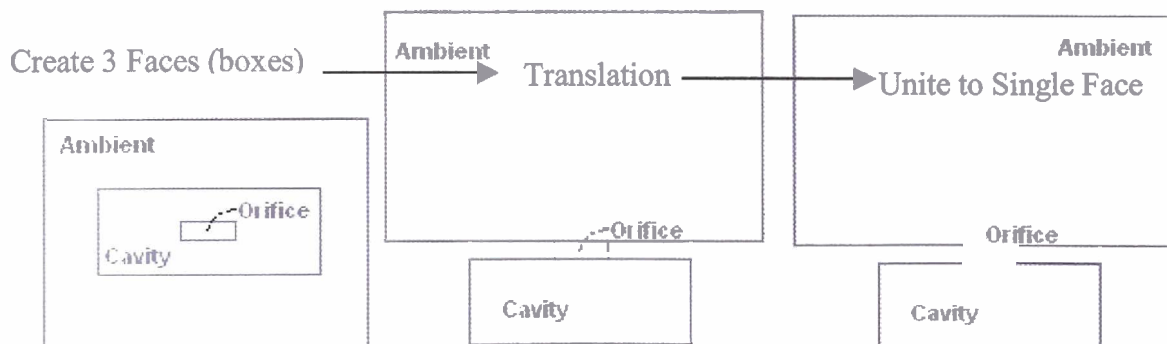 Create 3 Faces (boxes)
Ambient
Orifice
Cavity
Ambient
Translation
Orifice
Cavity
Ambient
Unite to Single Face
Orifice
Cavity